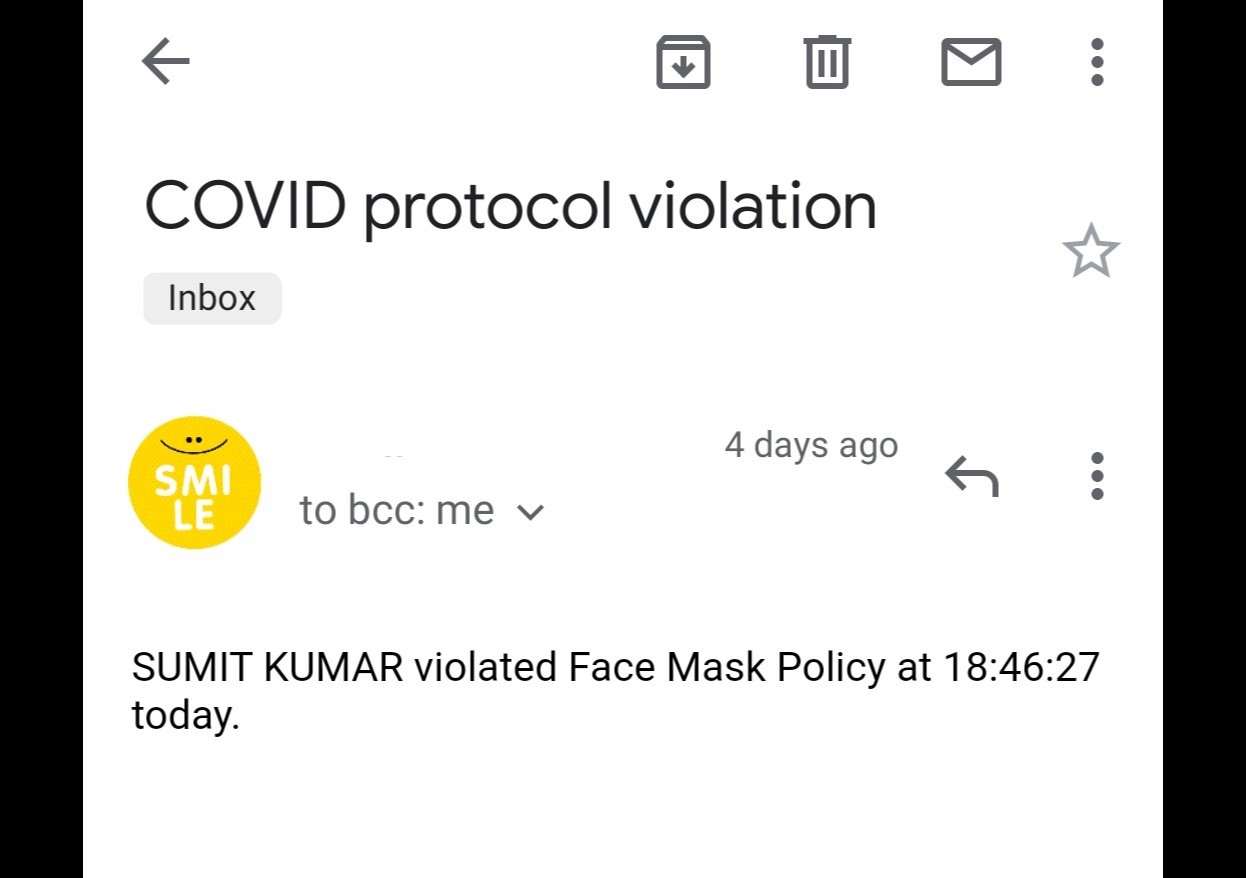 COVID protocol violation
Inbox
SMI
LE
4 days ago
to bcc: me
SUMIT KUMAR violated Face Mask Policy at 18:46:27
today.